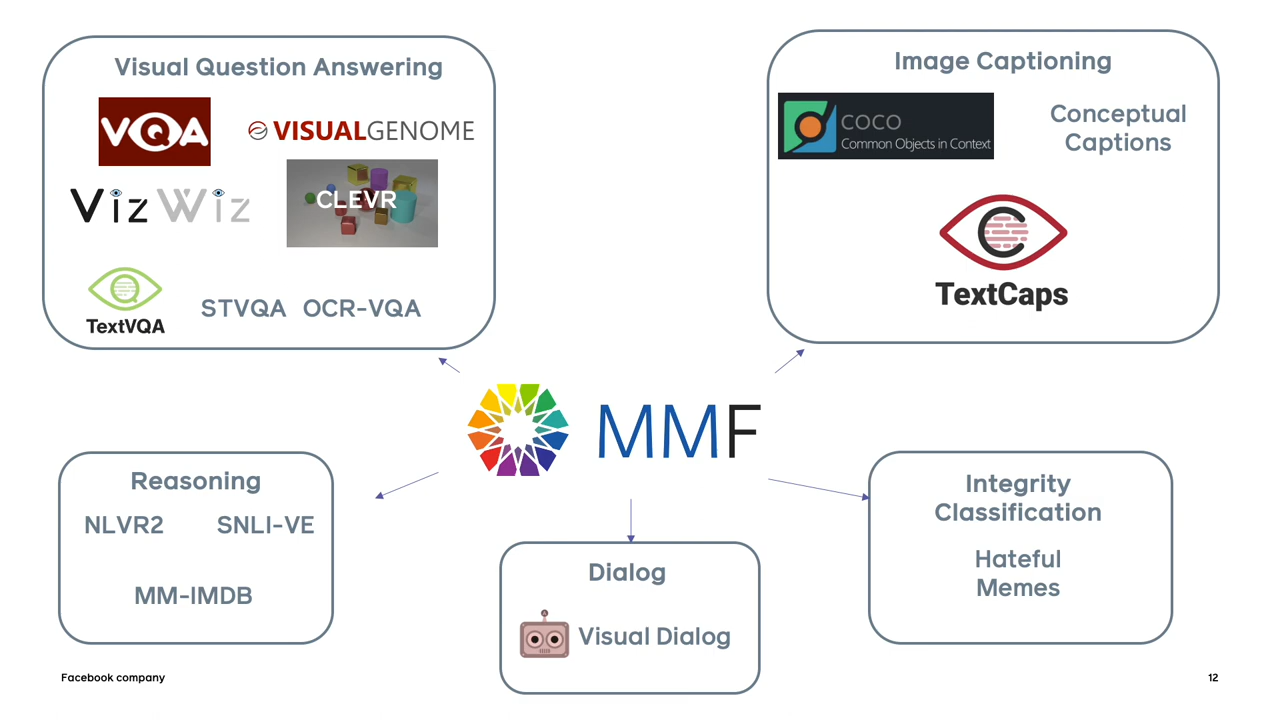 Visual Question Answering
VQA
VISUALGENOME
VizWiz
CLEVR
TextVQA
STVQA OCR-VQA
Image Captioning
COCO
Common Objects in Context
Conceptual
Captions
C
TextCaps
MMF
Reasoning
NLVR2 SNLI-VE
MM-IMDB
Dialog
Visual Dialog
Integrity
Classification
Hateful
Memes
Facebook company
12